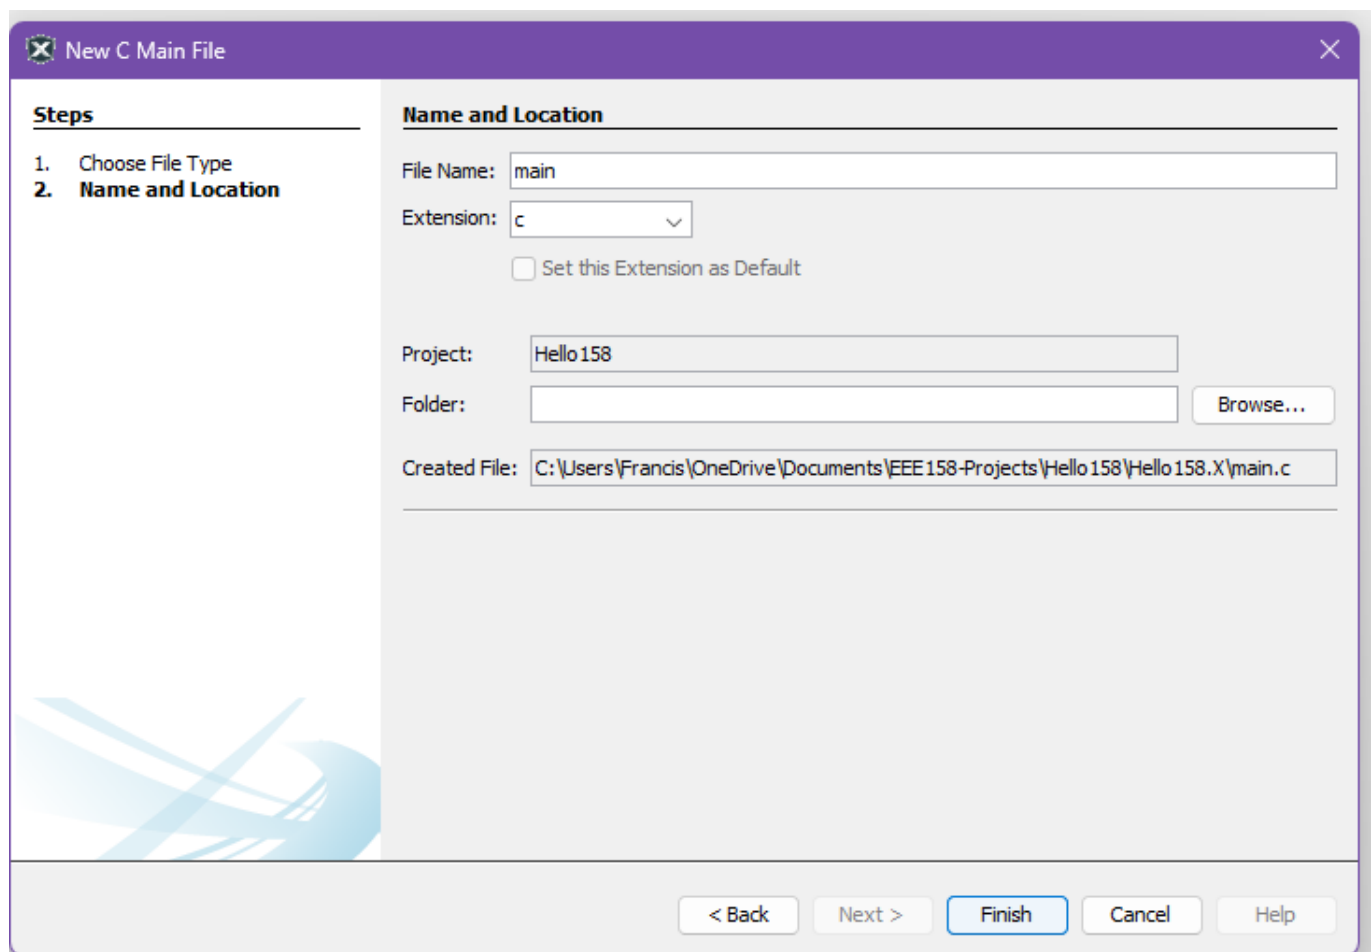 New C Main File
Steps
1. Choose File Type
2. Name and Location
Name and Location
File Name: main
Extension: c
Set this Extension as Default
Project: Hello158
Folder: Browse...
Created File: C:\Users\Francis\OneDrive\Documents\EEE158-Projects\Hello158\Hello158.X\main.c
< Back Next > Finish Cancel Help